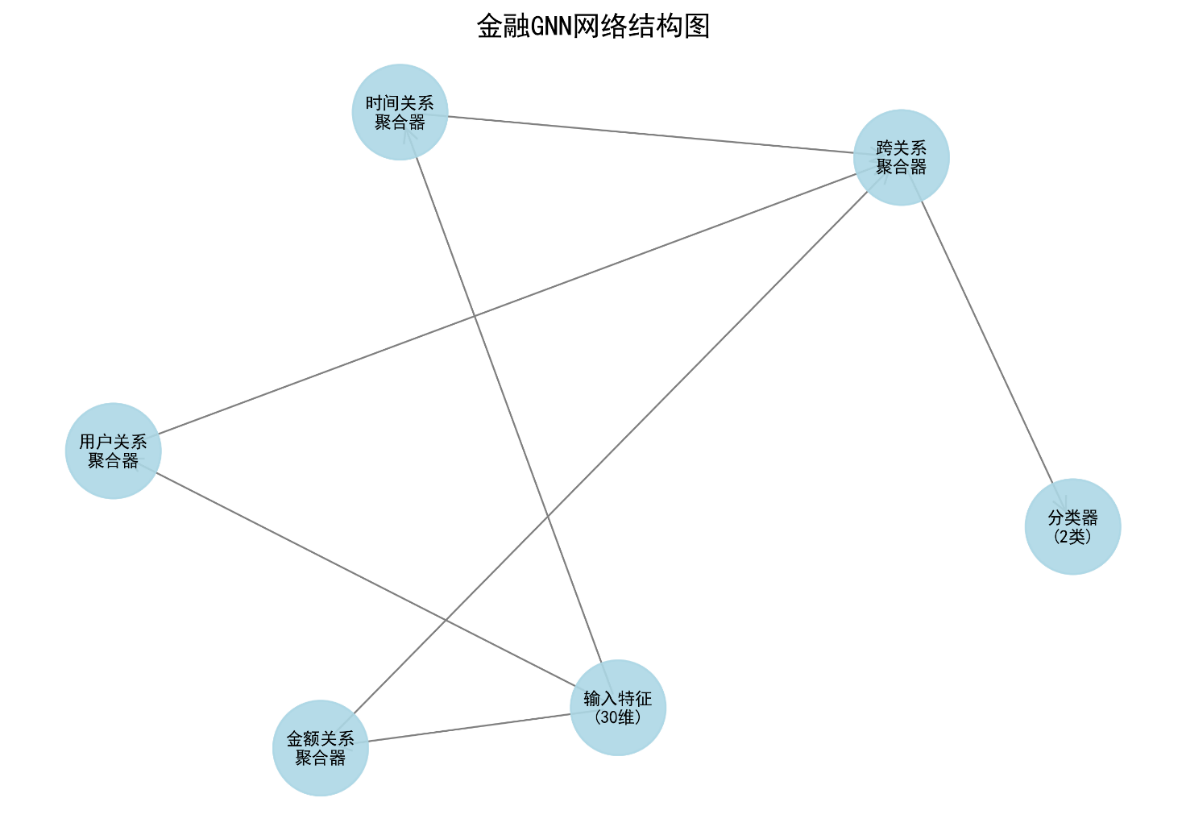 金融GNN网络结构图
时间关系
聚合器
跨关系
聚合器
用户关系
聚合器
分类器
(2类)
输入特征
(30维)
金额关系
聚合器